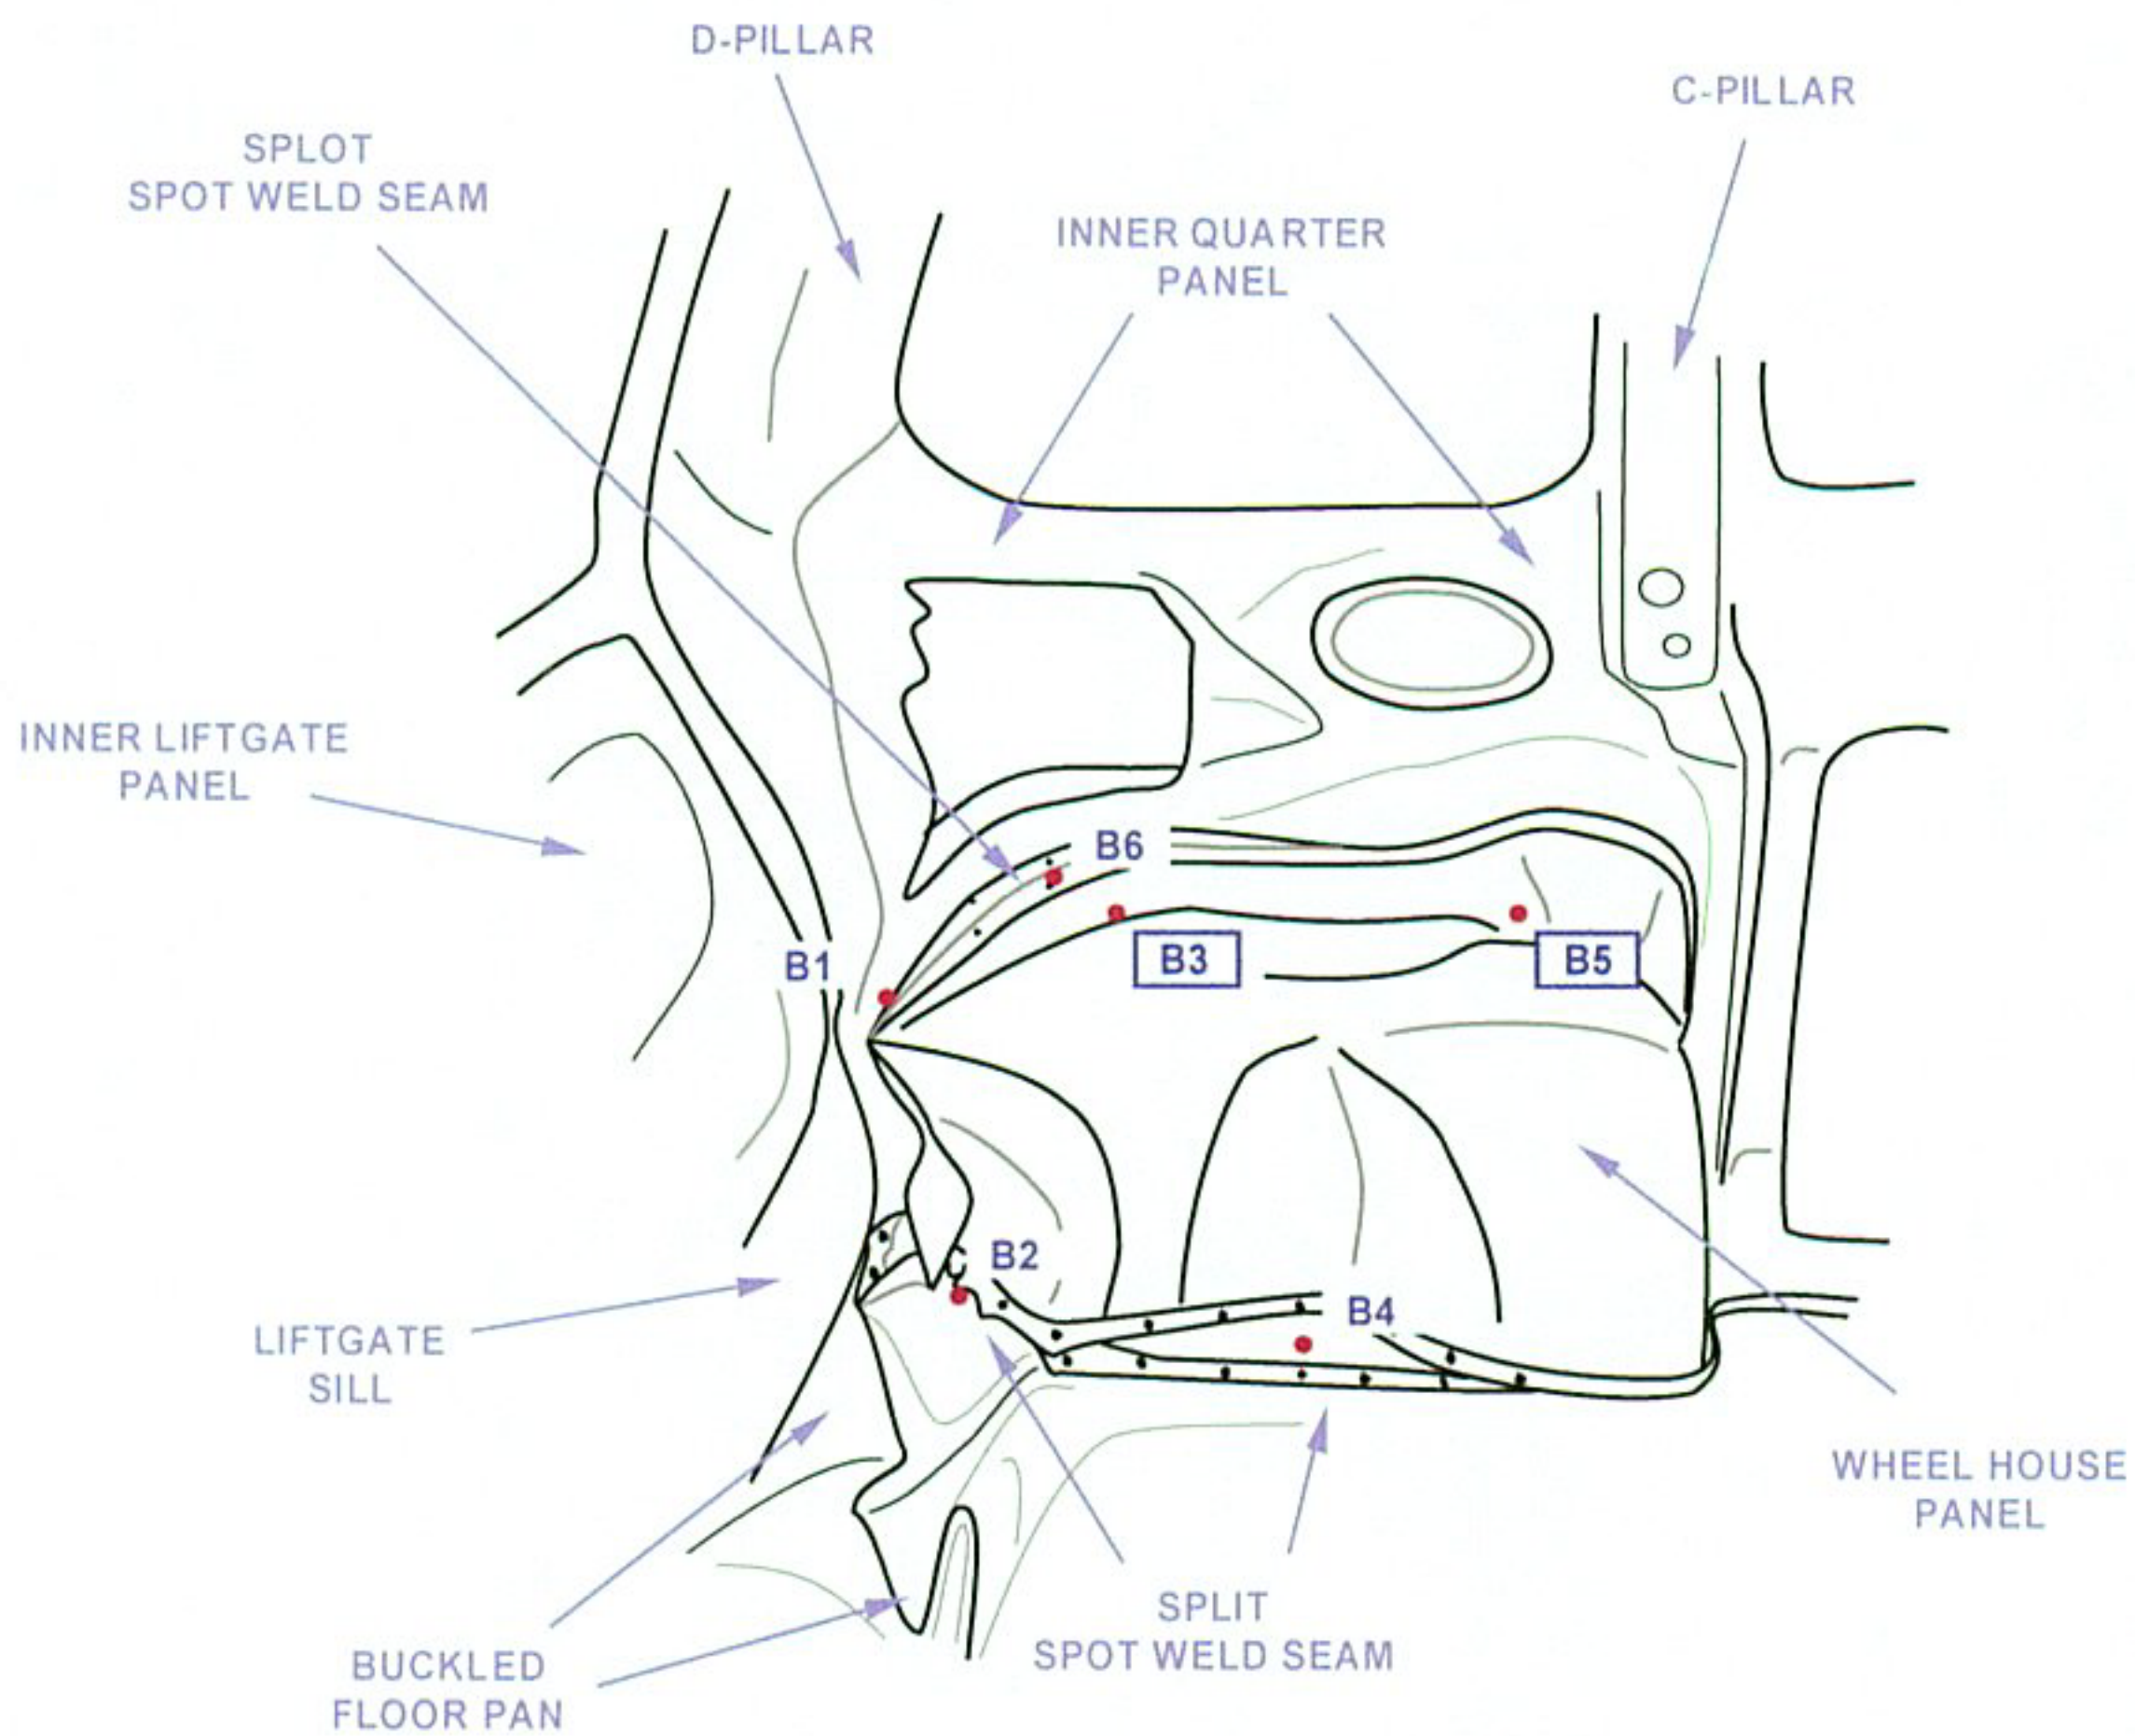 D-PILLAR
C-PILLAR
SPLOT
SPOT WELD SEAM
INNER QUARTER
PANEL
INNER LIFTGATE
PANEL
B6
B1
B3
B5
B2
B4
LIFTGATE
SILL
WHEEL HOUSE
PANEL
SPLIT
SPOT WELD SEAM
BUCKLED
FLOOR PAN